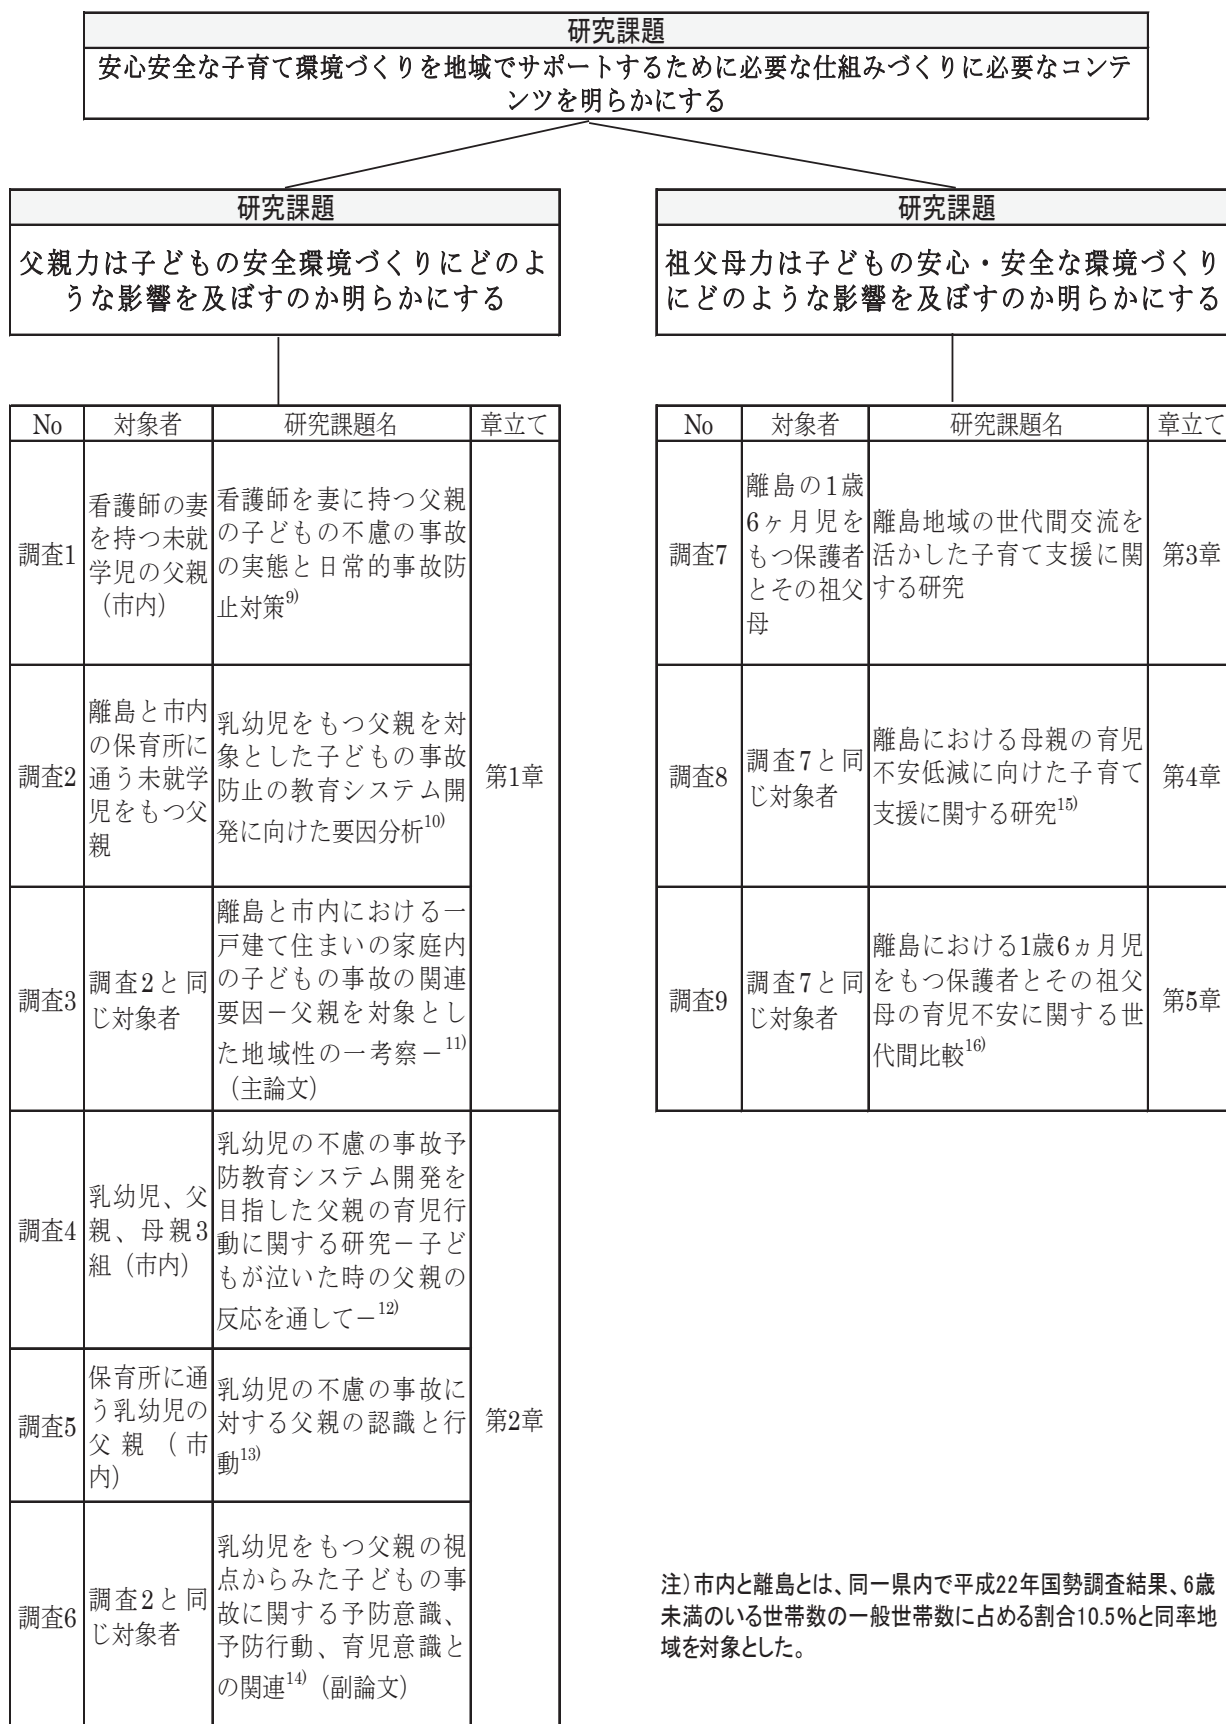 研究課題
安心安全な子育て環境づくりを地域でサポートするために必要な仕組みづくりに必要なコンテ
ンツを明らかにする
研究課題
父親力は子どもの安全環境づくりにどのよ
うな影響を及ぼすのか明らかにする
No 対象者 研究課題名 章立て
調査1
看護師の妻
を持つ未就
学児の父親
（市内）
看護師を妻に持つ父親
の子どもの不慮の事故
の実態と日常的事故防
止対策9)
調査2
離島と市内
の保育所に
通う未就学
児をもつ父
親
乳幼児をもつ父親を対
象とした子どもの事故
防止の教育システム開
発に向けた要因分析10)
第1章
調査3
調査2と同
じ対象者
離島と市内における一
戸建て住まいの家庭内
の子どもの事故の関連
要因－父親を対象とし
た地域性の一考察－11)
（主論文）
調査4
乳幼児、父
親、母親3
組（市内）
乳幼児の不慮の事故予
防教育システム開発を
目指した父親の育児行
動に関する研究－子ど
もが泣いた時の父親の
反応を通して－12)
調査5
保育所に通
う乳幼児の
父親（市
内）
乳幼児の不慮の事故に
対する父親の認識と行
動13)
第2章
調査6
調査2と同
じ対象者
乳幼児をもつ父親の視
点からみた子どもの事
故に関する予防意識、
予防行動、育児意識と
の関連14)（副論文）
研究課題
祖父母力は子どもの安心・安全な環境づくり
にどのような影響を及ぼすのか明らかにする
No 対象者 研究課題名 章立て
調査7
離島の1歳
6ヶ月児を
もつ保護者
とその祖父
母
離島地域の世代間交流を
活かした子育て支援に関
する研究
第3章
調査8
調査7と同
じ対象者
離島における母親の育児
不安低減に向けた子育て
支援に関する研究15)
第4章
調査9
調査7と同
じ対象者
離島における1歳6ヵ月児
をもつ保護者とその祖父
母の育児不安に関する世
代間比較16)
第5章
注）市内と離島とは、同一県内で平成22年国勢調査結果、6歳
未満のいる世帯数の一般世帯数に占める割合10.5%と同率地
域を対象とした。